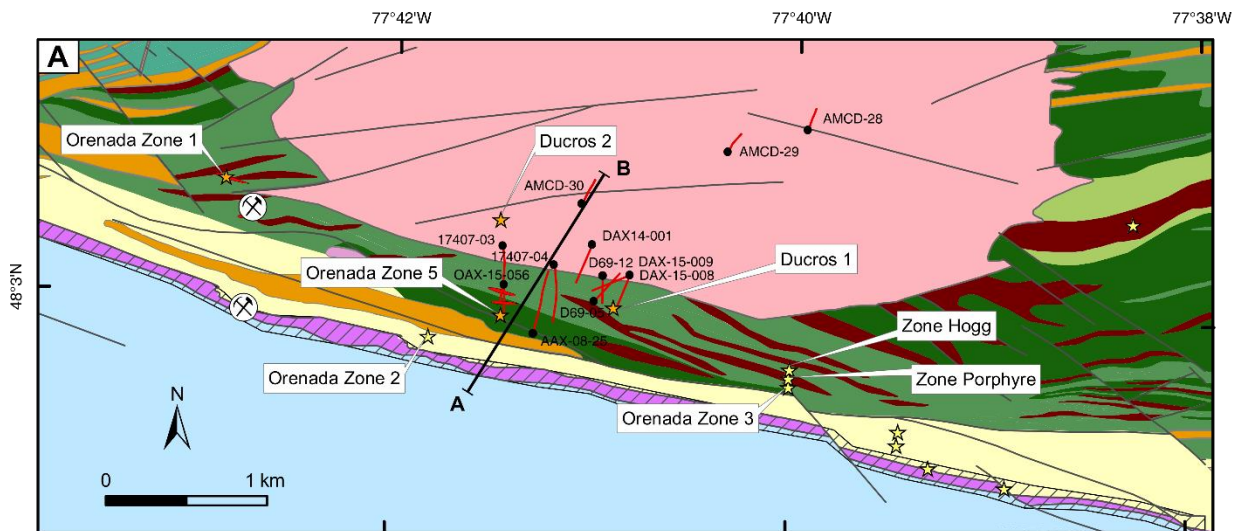 77°42'W
77°40'W
77°38'W
A
Orenada Zone 1
Ducros 2
AMCD-28
AMCD-29
B
AMCD-30
17407-03
17407-04
DAX14-001
D69-12
DAX-15-009
DAX-15-008
Ducros 1
Orenada Zone 5
OAX-15-056
48°3'N
D69-05
AAX-08-25
Zone Hogg
Orenada Zone 2
A
Zone Porphyre
Orenada Zone 3
N
0
1 km